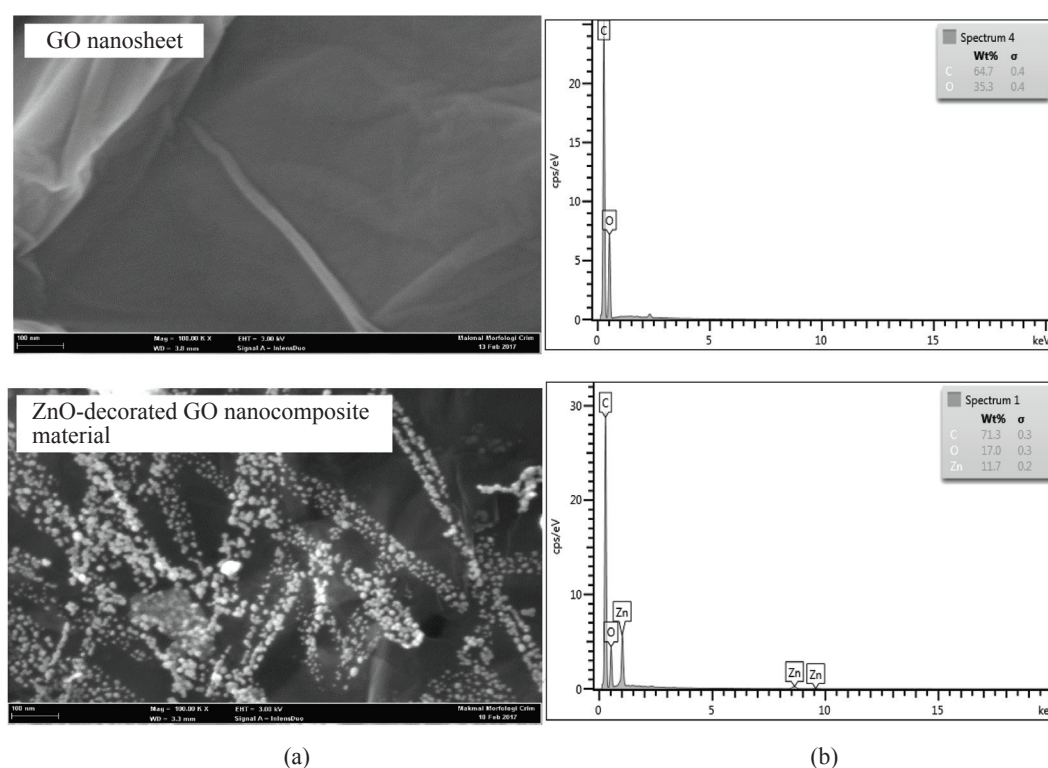 GO nanosheet
100 nm
Mag = 100.00 K X
EHT = 3.00 kV
Makmal Morfologi Crim
WD = 3.8 mm
Signal A = InlensDuo
13 Feb 2017
cps/eV
20
15
10
5
0
C
O
Spectrum 4
Wt% σ
C 64.7 0.4
O 35.3 0.4
0 5 10 15 keV
ZnO-decorated GO nanocomposite
material
100 nm
Mag = 100.00 K X
EHT = 3.00 kV
Makmal Morfologi Crim
WD = 3.3 mm
Signal A = InlensDuo
10 Feb 2017
cps/eV
30
20
10
0
C
O
Zn
Zn
Zn
Spectrum 1
Wt% σ
C 71.3 0.3
O 17.0 0.3
Zn 11.7 0.2
0 5 10 15 keV
(a)
(b)